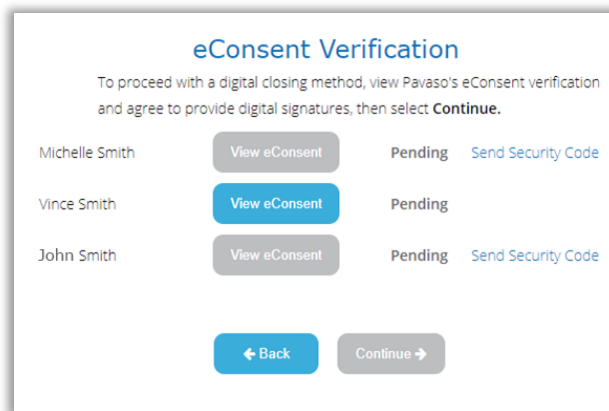 eConsent Verification
To proceed with a digital closing method, view Pavaso's eConsent verification
and agree to provide digital signatures, then select Continue.
Michelle Smith View eConsent Pending Send Security Code
Vince Smith View eConsent Pending
John Smith View eConsent Pending Send Security Code
← Back Continue →